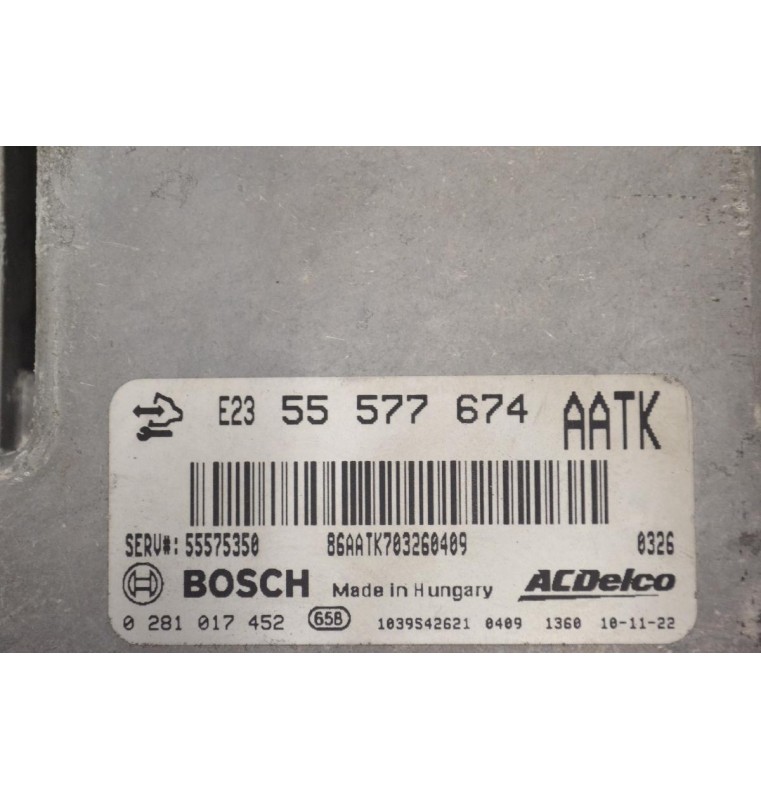 E23 55 577 674 AATK
SERV#: 55575350 86AATK703260409 0326
BOSCH Made in Hungary ACDelco
0 281 017 452 65B 1039S42621 0409 1360 10-11-22